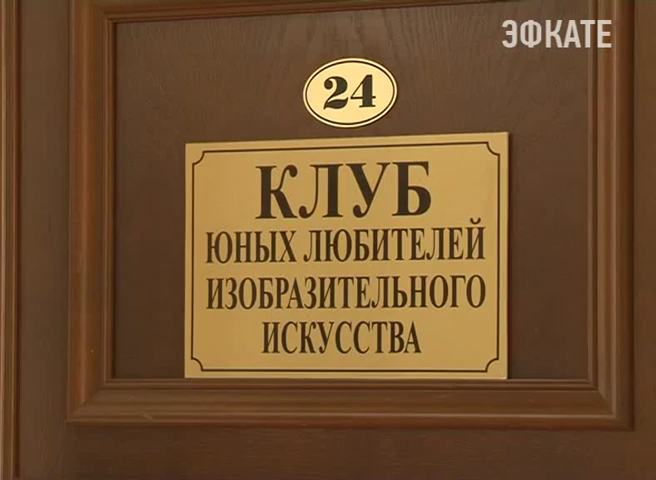 ЭФКАТЕ
24
КЛУБ
ЮНЫХ ЛЮБИТЕЛЕЙ
ИЗОБРАЗИТЕЛЬНОГО
ИСКУССТВА